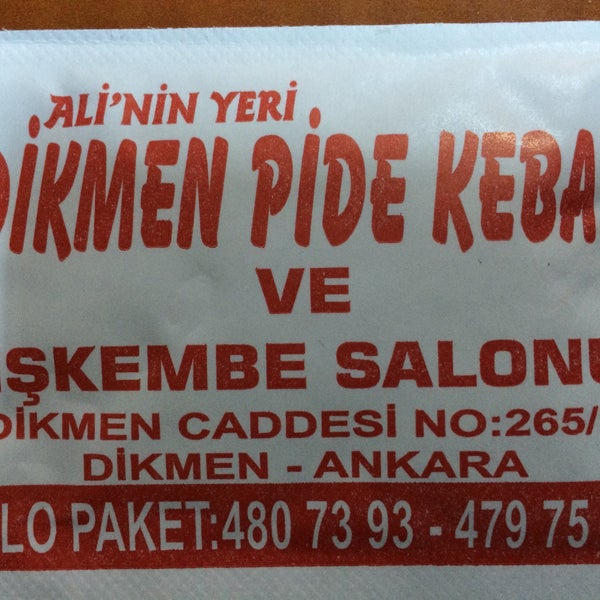 ALİ'NİN YERİ
DİKMEN PİDE KEBA
VE
İŞKEMBE SALONU
DİKMEN CADDESİ NO:265/
DİKMEN - ANKARA
LO PAKET:480 73 93 - 479 75